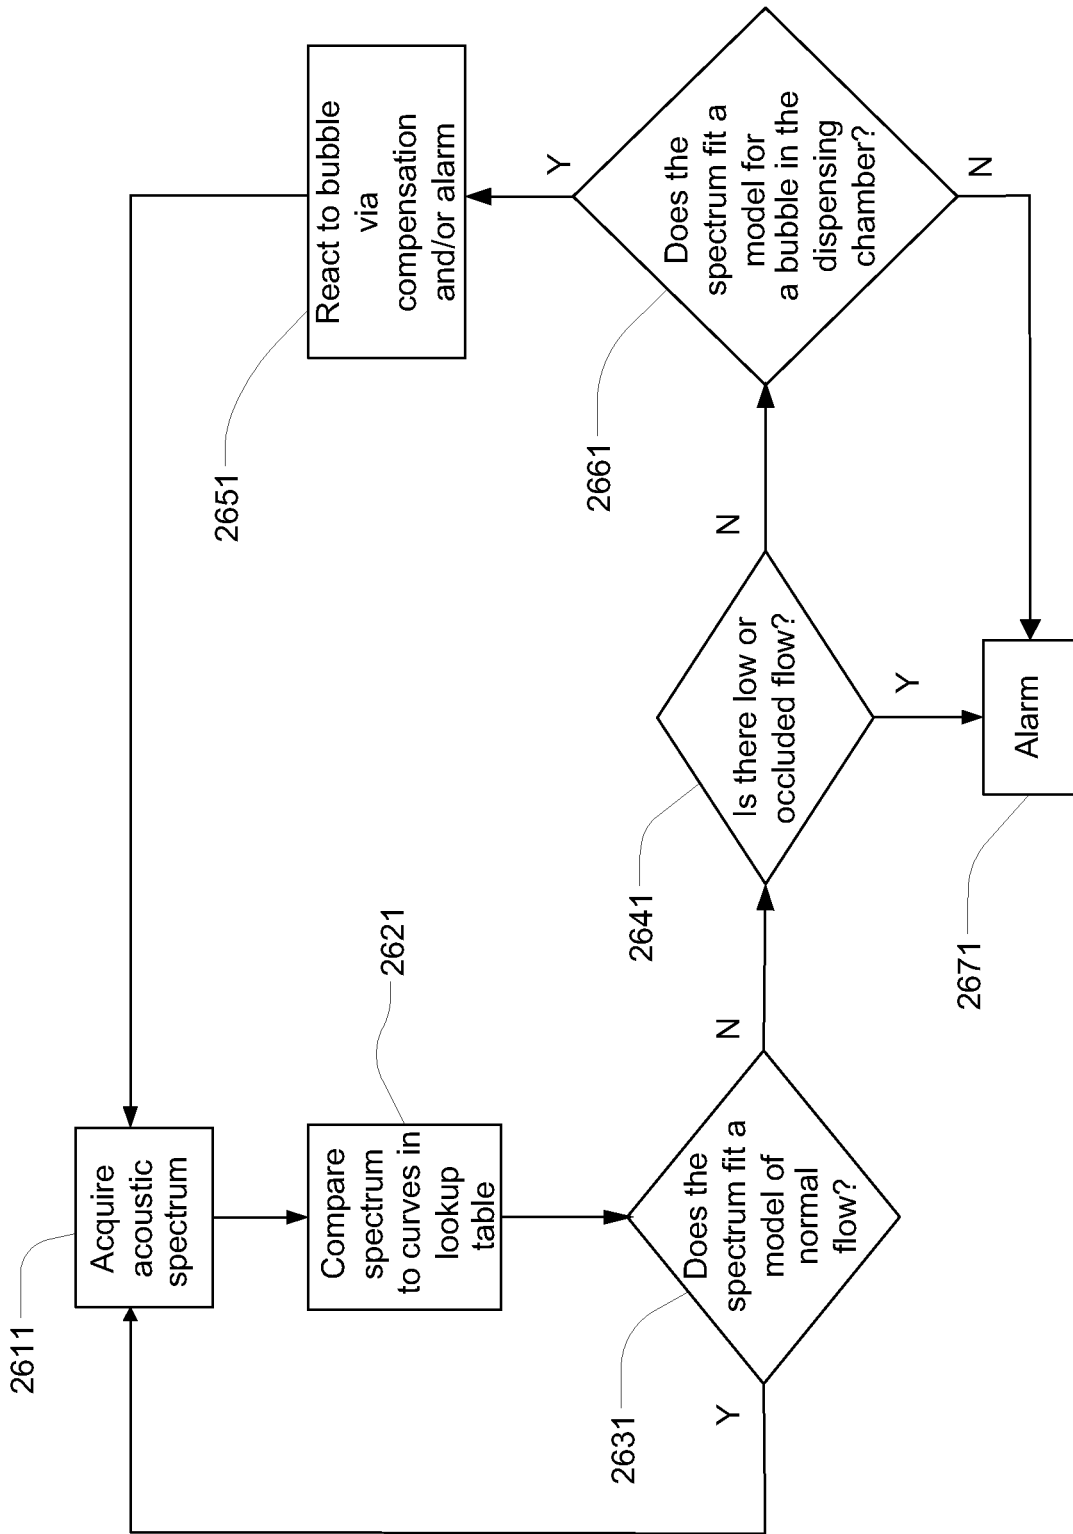 2611
Acquire
acoustic
spectrum
Compare
spectrum
to curves in
lookup
table
2621
2631
Does the
spectrum fit a
model of
normal
flow?
Y
N
2641
Is there low or
occluded flow?
N
Y
2651
React to bubble
via
compensation
and/or alarm
2661
Does the
spectrum fit a
model for
a bubble in the
dispensing
chamber?
Y
N
2671
Alarm